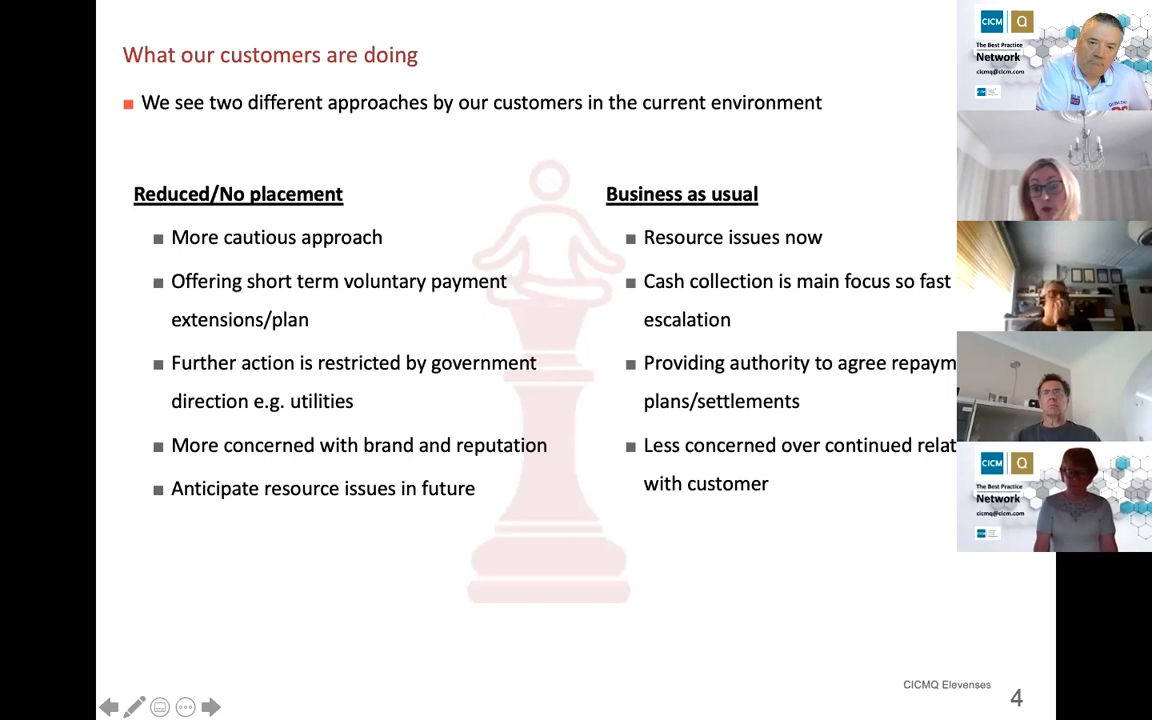 What our customers are doing
We see two different approaches by our customers in the current environment
Reduced/No placement
More cautious approach
Offering short term voluntary payment
extensions/plan
Further action is restricted by government
direction e.g. utilities
More concerned with brand and reputation
Anticipate resource issues in future
Business as usual
Resource issues now
Cash collection is main focus so fast
escalation
Providing authority to agree repaym
plans/settlements
Less concerned over continued relat
with customer
CICMQ Elevenses
4
CICM Q
The Best Practice
Network
cicmq@cicm.com
CICM Q
The Best Practice
Network
cicmq@cicm.com